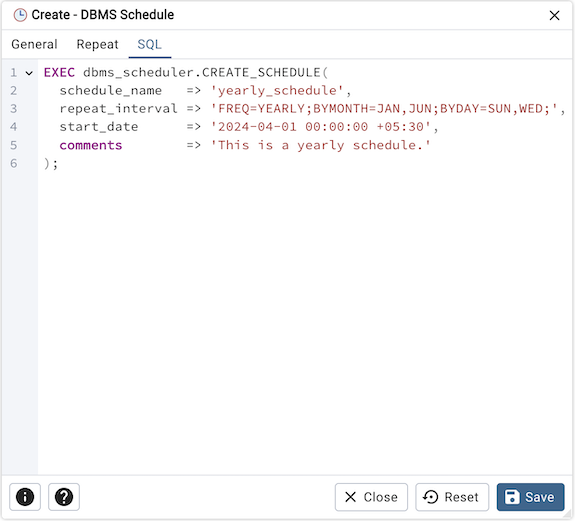 Create - DBMS Schedule
General Repeat SQL
1 EXEC dbms_scheduler.CREATE_SCHEDULE(
2 schedule_name => 'yearly_schedule',
3 repeat_interval => 'FREQ=YEARLY;BYMONTH=JAN,JUN;BYDAY=SUN,WED;',
4 start_date => '2024-04-01 00:00:00 +05:30',
5 comments => 'This is a yearly schedule.'
6 );
Close Reset Save